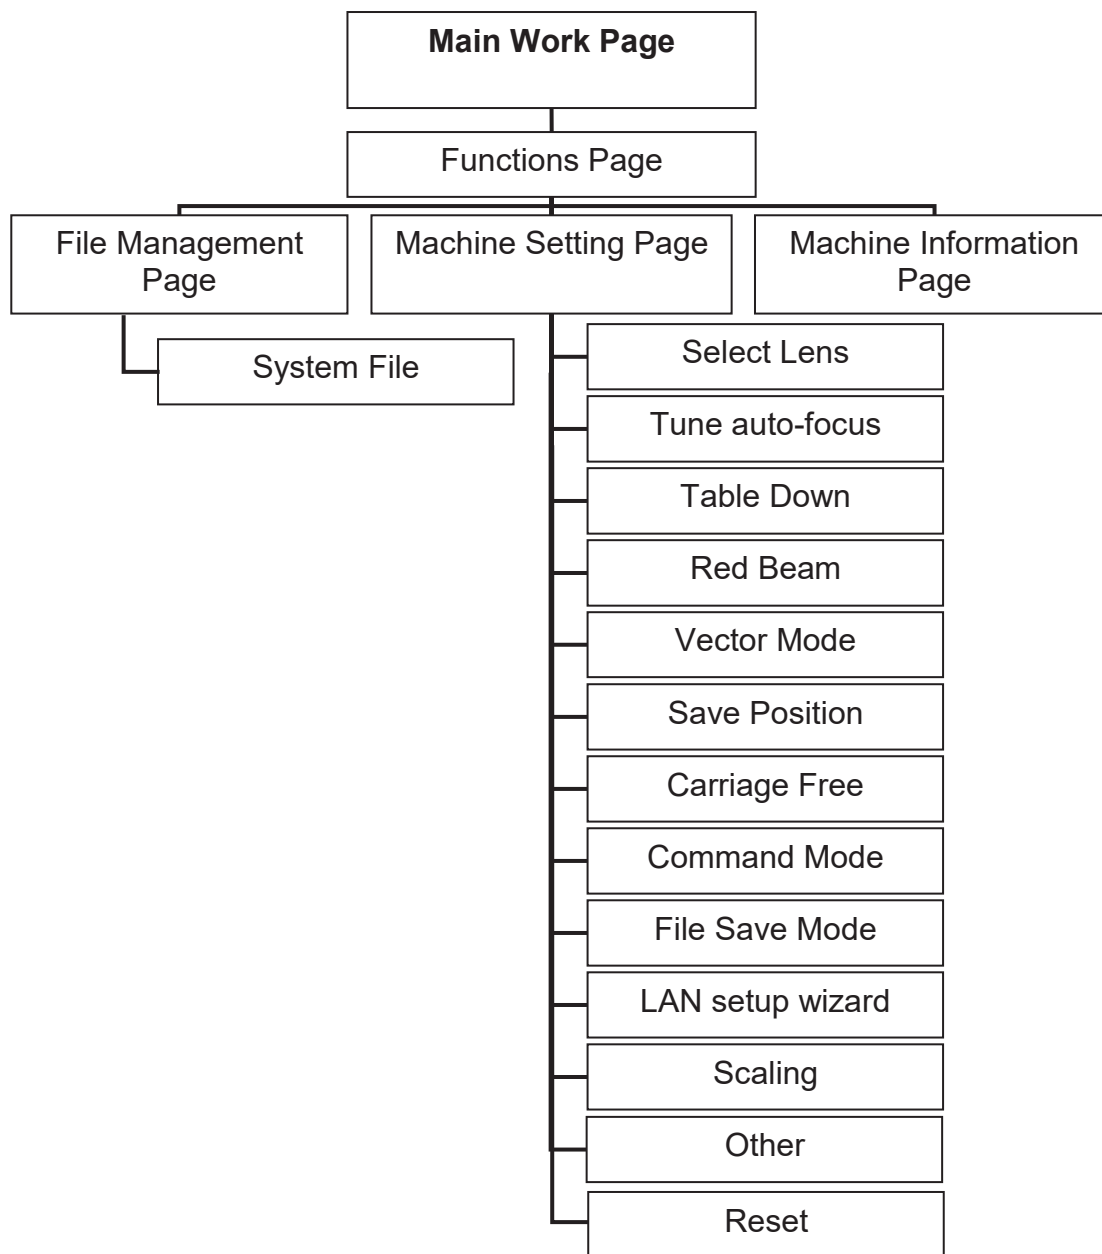 Main Work Page
Functions Page
File Management
Page
Machine Setting Page
Machine Information
Page
System File
Select Lens
Tune auto-focus
Table Down
Red Beam
Vector Mode
Save Position
Carriage Free
Command Mode
File Save Mode
LAN setup wizard
Scaling
Other
Reset